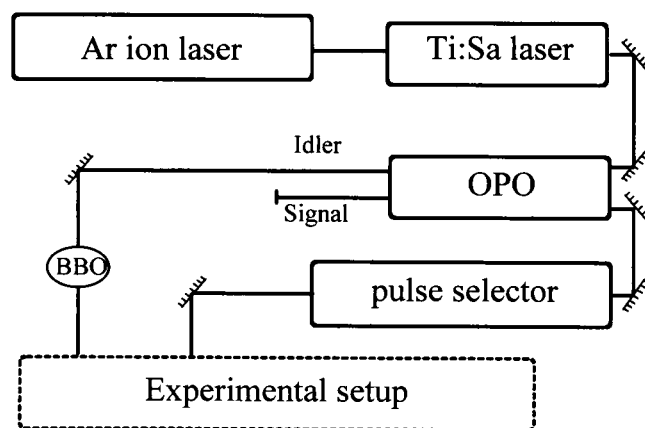 Ar ion laser
Ti:Sa laser
Idler
OPO
Signal
BBO
pulse selector
Experimental setup